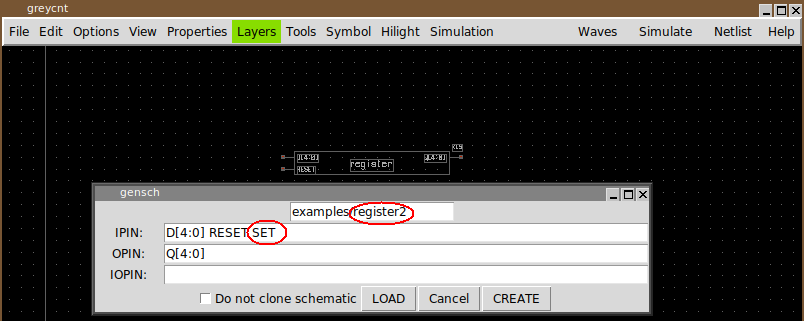 greycnt
File Edit Options View Properties Layers Tools Symbol Hilight Simulation Waves Simulate Netlist Help
x1s
D[4:0] register Q[4:0]
RESET
gensch
examples/register2
IPIN: D[4:0] RESET SET
OPIN: Q[4:0]
IOPIN:
Do not clone schematic LOAD Cancel CREATE